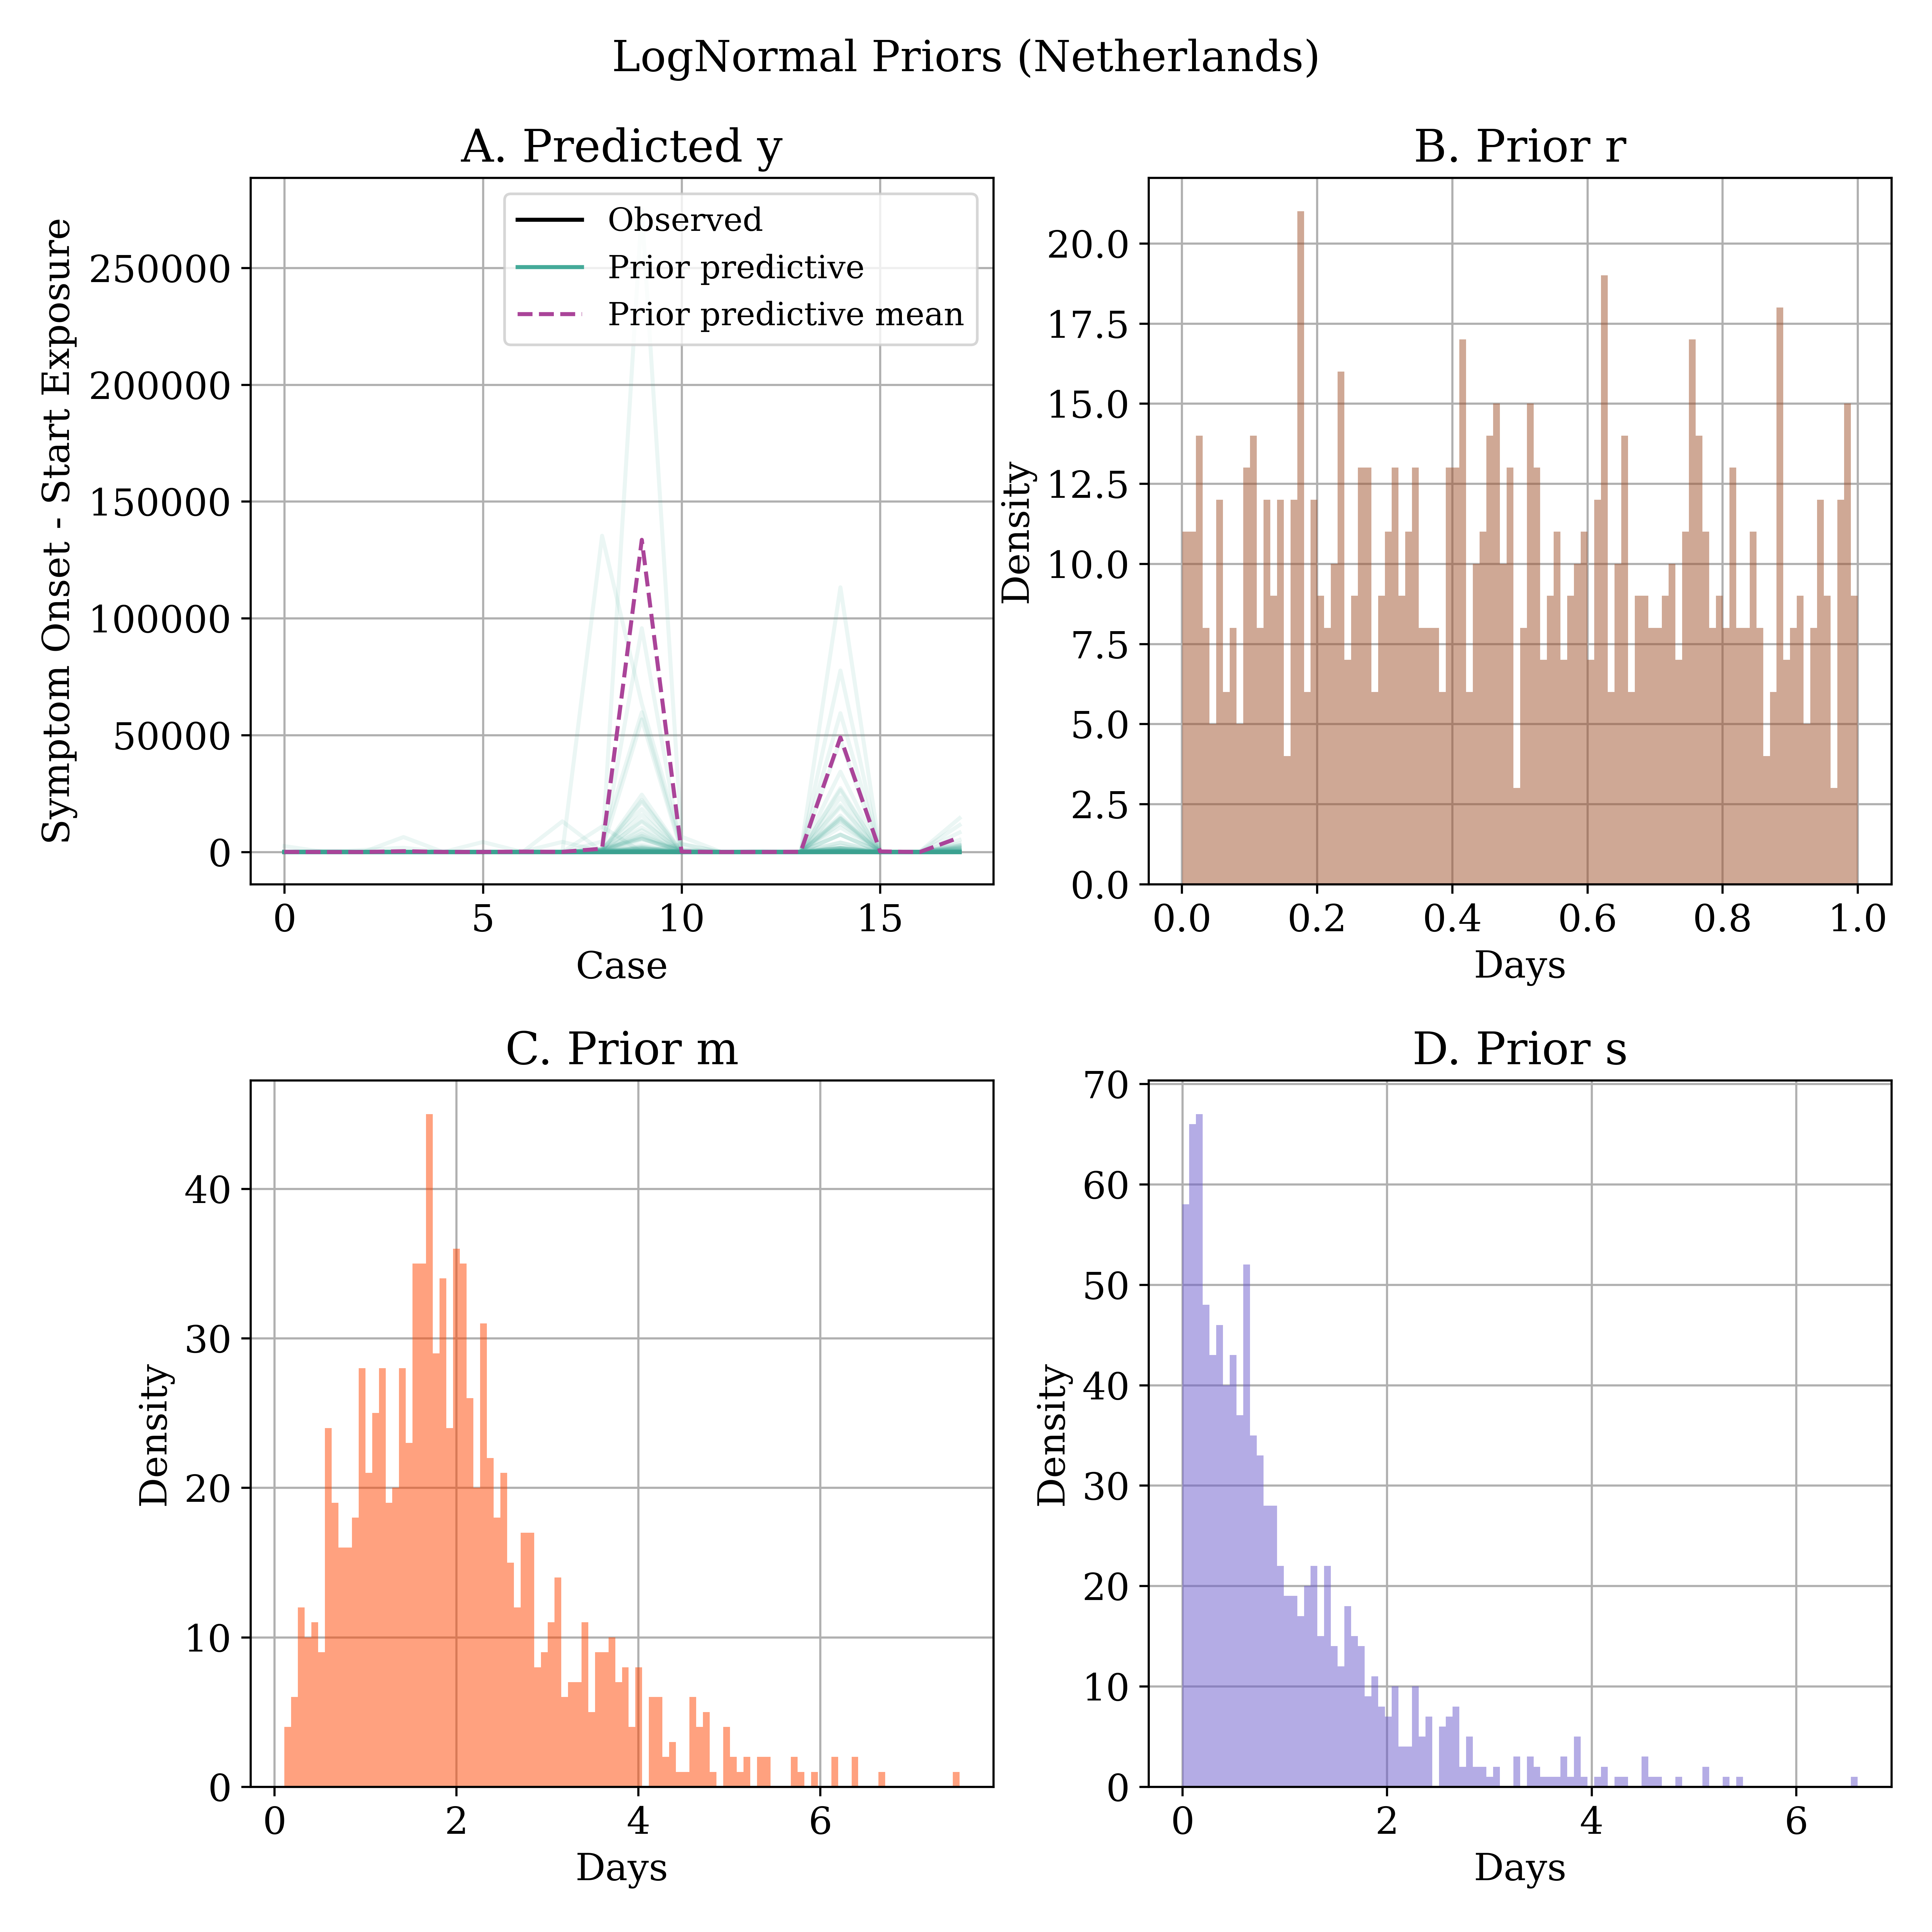 LogNormal Priors (Netherlands)
A. Predicted y
Observed
Prior predictive
Prior predictive mean
Symptom Onset - Start Exposure
250000
200000
150000
100000
50000
0
0 5 10 15
Case
B. Prior r
Density
20.0
17.5
15.0
12.5
10.0
7.5
5.0
2.5
0.0
0.0 0.2 0.4 0.6 0.8 1.0
Days
C. Prior m
Density
40
30
20
10
0
0 2 4 6
Days
D. Prior s
Density
70
60
50
40
30
20
10
0
0 2 4 6
Days